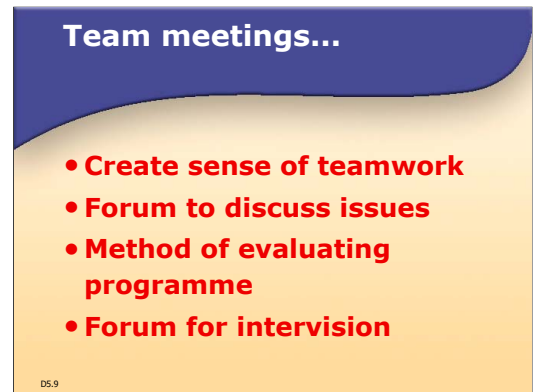 Team meetings...
• Create sense of teamwork
• Forum to discuss issues
• Method of evaluating
programme
• Forum for intervision
D5.9